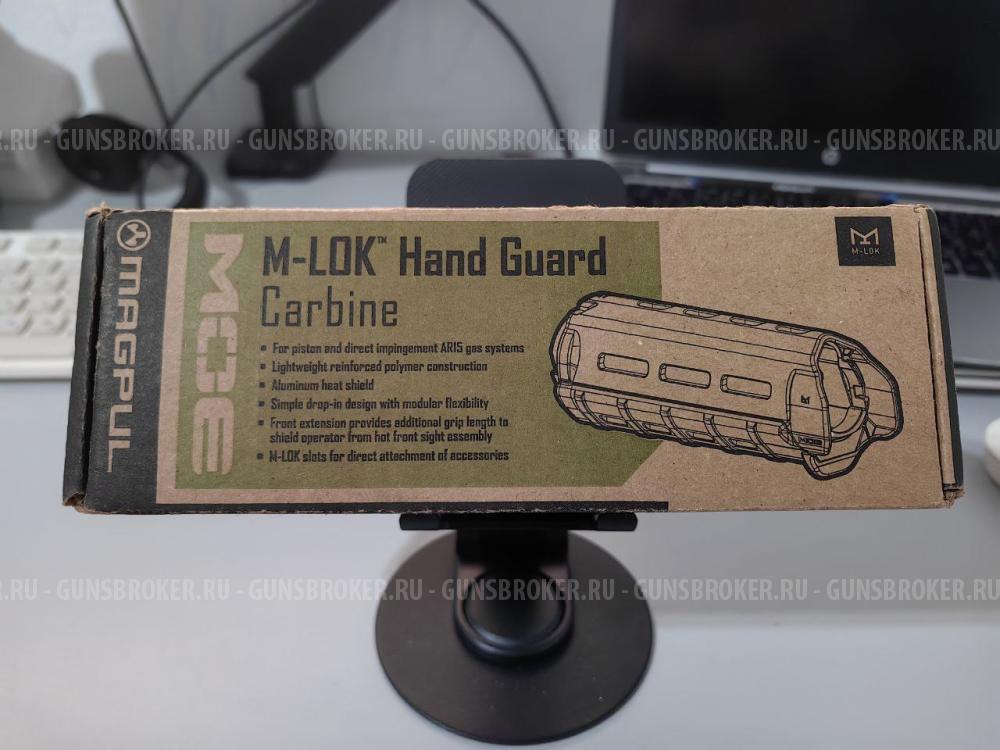 GUNSBROKER.RU - GUNSBROKER.RU - GUNSBROKER.RU - GUNSBROKER.RU - GUNSBROKER.RU
MAGPUL
MOE
M-LOK™ Hand Guard
Carbine
▪ For piston and direct impingement AR15 gas systems
▪ Lightweight reinforced polymer construction
▪ Aluminum heat shield
▪ Simple drop-in design with modular flexibility
▪ Front extension provides additional grip length to
shield operator from hot front sight assembly
▪ M-LOK slots for direct attachment of accessories
M-LOK
MOE
.RU - GUNSBROKER.RU - GUNSBROKER.RU - GUNSBROKER.RU - GUNSBROKER.RU - GUNSBROKER.RU